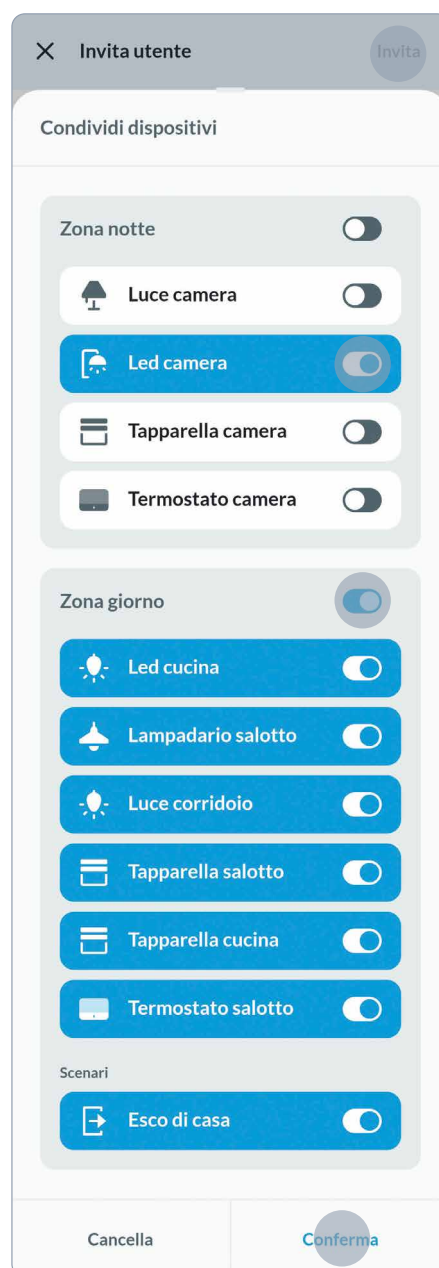 Invita utente
Invita
Condividi dispositivi
Zona notte
Luce camera
Led camera
Tapparella camera
Termostato camera
Zona giorno
Led cucina
Lampadario salotto
Luce corridoio
Tapparella salotto
Tapparella cucina
Termostato salotto
Scenari
Esco di casa
Cancella
Conferma